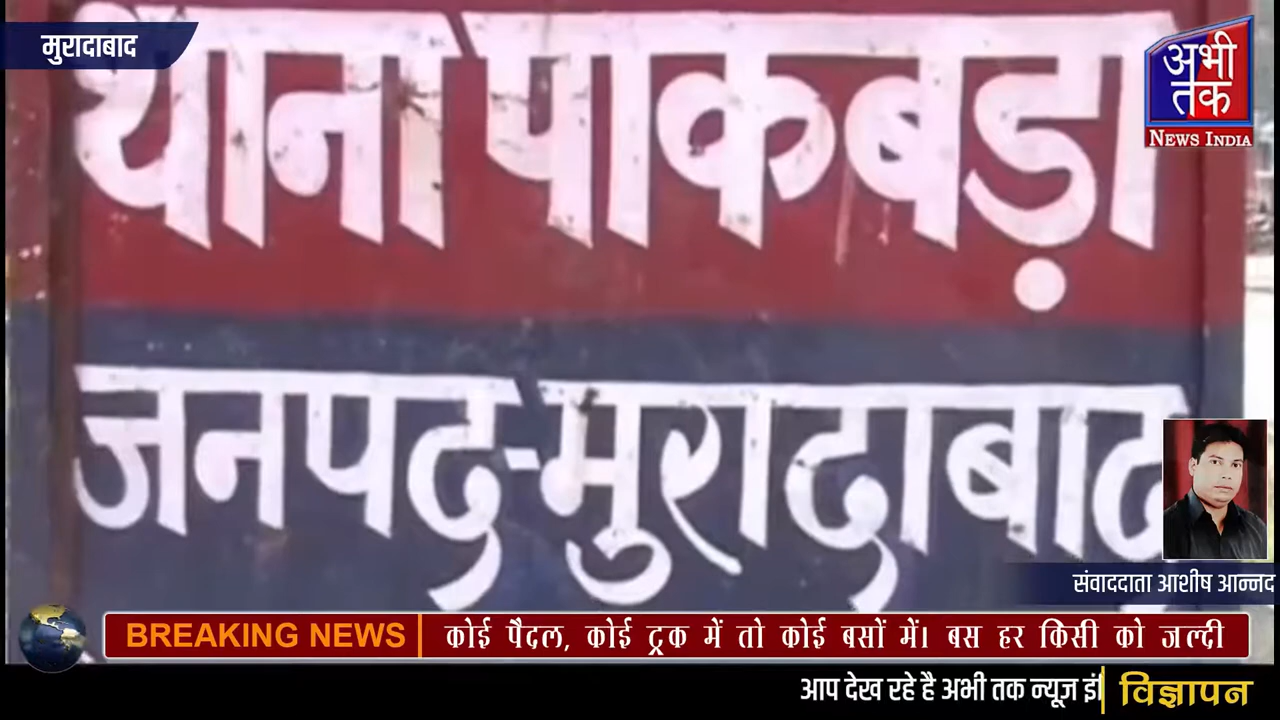 मुरादाबाद
अभी
तक
NEWS INDIA
थाना पाकबड़ा
जनपद-मुरादाबाद
संवाददाता आशीष आन्नद
BREAKING NEWS
कोई पैदल, कोई ट्रक में तो कोई बसों में। बस हर किसी को जल्दी
आप देख रहे है अभी तक न्यूज़ इं
विज्ञापन